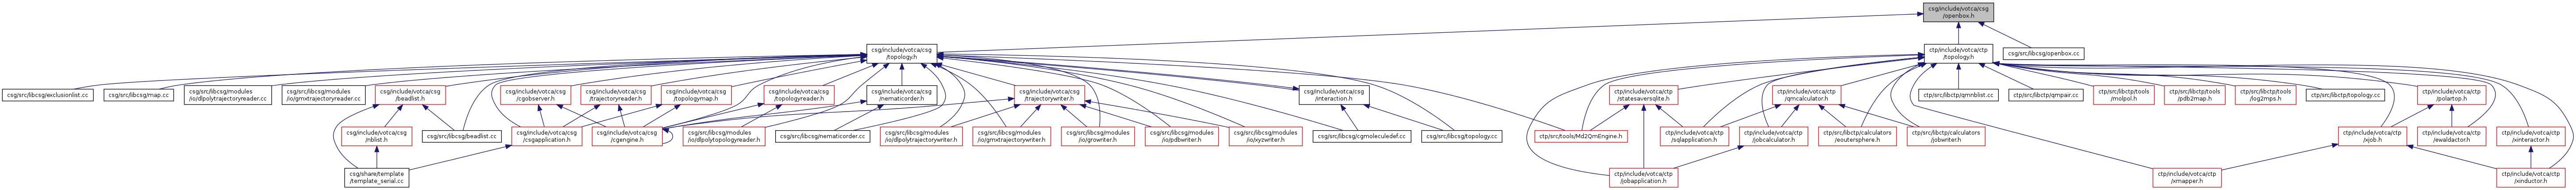 csg/include/votca/csg
/openbox.h
csg/include/votca/csg
/topology.h
ctp/include/votca/ctp
/topology.h
csg/src/libcsg/openbox.cc
csg/src/libcsg/exclusionlist.cc
csg/src/libcsg/map.cc
csg/src/libcsg/modules
/io/dlpolytrajectoryreader.cc
csg/src/libcsg/modules
/io/gmxtrajectoryreader.cc
csg/include/votca/csg
/beadlist.h
csg/include/votca/csg
/cgobserver.h
csg/include/votca/csg
/trajectoryreader.h
csg/include/votca/csg
/topologymap.h
csg/include/votca/csg
/topologyreader.h
csg/include/votca/csg
/nematicorder.h
csg/include/votca/csg
/trajectorywriter.h
csg/include/votca/csg
/interaction.h
ctp/include/votca/ctp
/statesaversqlite.h
ctp/include/votca/ctp
/qmcalculator.h
ctp/src/libctp/qmnblist.cc
ctp/src/libctp/qmpair.cc
ctp/src/libctp/tools
/molpol.h
ctp/src/libctp/tools
/pdb2map.h
ctp/src/libctp/tools
/log2mps.h
ctp/src/libctp/topology.cc
ctp/include/votca/ctp
/polartop.h
csg/include/votca/csg
/nblist.h
csg/src/libcsg/beadlist.cc
csg/include/votca/csg
/csgapplication.h
csg/include/votca/csg
/cgengine.h
csg/src/libcsg/modules
/io/dlpolytopologyreader.h
csg/src/libcsg/nematicorder.cc
csg/src/libcsg/modules
/io/dlpolytrajectorywriter.h
csg/src/libcsg/modules
/io/gmxtrajectorywriter.h
csg/src/libcsg/modules
/io/growriter.h
csg/src/libcsg/modules
/io/pdbwriter.h
csg/src/libcsg/modules
/io/xyzwriter.h
csg/src/libcsg/cgmoleculedef.cc
csg/src/libcsg/topology.cc
ctp/src/tools/Md2QmEngine.h
ctp/include/votca/ctp
/sqlapplication.h
ctp/include/votca/ctp
/jobcalculator.h
ctp/src/libctp/calculators
/eoutersphere.h
ctp/src/libctp/calculators
/jobwriter.h
ctp/include/votca/ctp
/xjob.h
ctp/include/votca/ctp
/ewaldactor.h
ctp/include/votca/ctp
/xinteractor.h
csg/share/template
/template_serial.cc
ctp/include/votca/ctp
/jobapplication.h
ctp/include/votca/ctp
/xmapper.h
ctp/include/votca/ctp
/xinductor.h